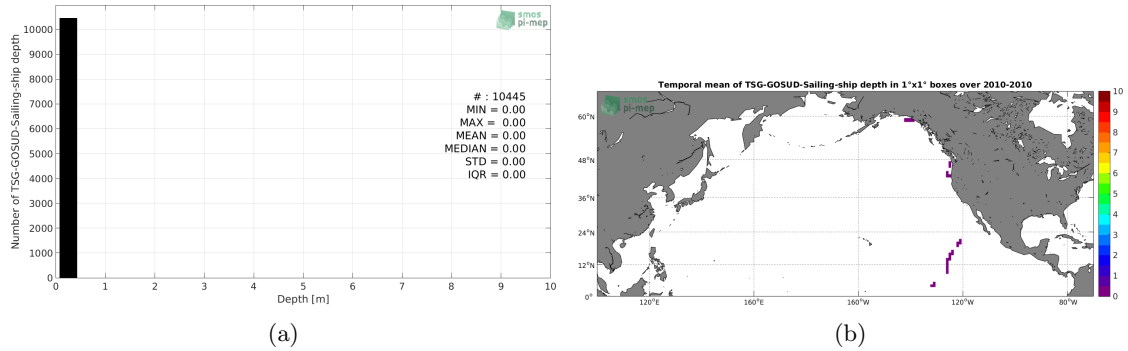 smos
pi-mep
10000
9000
8000
7000
6000
5000
4000
3000
2000
1000
0
Number of TSG-GOSUD-Sailing-ship depth
# : 10445
MIN = 0.00
MAX = 0.00
MEAN = 0.00
MEDIAN = 0.00
STD = 0.00
IQR = 0.00
0 1 2 3 4 5 6 7 8 9 10
Depth [m]
(a)
Temporal mean of TSG-GOSUD-Sailing-ship depth in 1°x1° boxes over 2010-2010
smos
pi-mep
60°N
48°N
36°N
24°N
12°N
0°
120°E 160°E 160°W 120°W 80°W
10
9
8
7
6
5
4
3
2
1
0
(b)